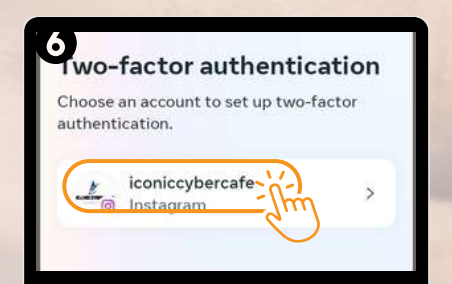 6
Two-factor authentication
Choose an account to set up two-factor
authentication.
iconiccybercafe
Instagram